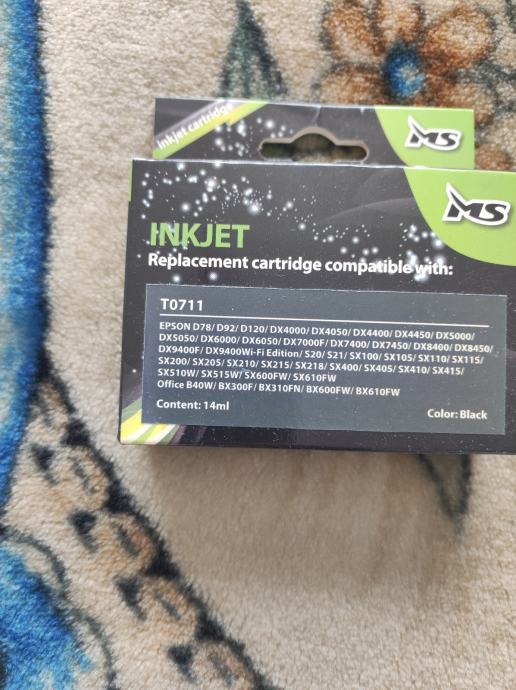 inkjet cartridge
MS
MS
INKJET
Replacement cartridge compatible with:
T0711
EPSON D78/ D92/ D120/ DX4000/ DX4050/ DX4400/ DX4450/ DX5000/
DX5050/ DX6000/ DX6050/ DX7000F/ DX7400/ DX7450/ DX8400/ DX8450/
DX9400F/ DX9400Wi-Fi Edition/ S20/ S21/ SX100/ SX105/ SX110/ SX115/
SX200/ SX205/ SX210/ SX215/ SX218/ SX400/ SX405/ SX410/ SX415/
SX510W/ SX515W/ SX600FW/ SX610FW
Office B40W/ BX300F/ BX310FN/ BX600FW/ BX610FW
Content: 14ml
Color: Black